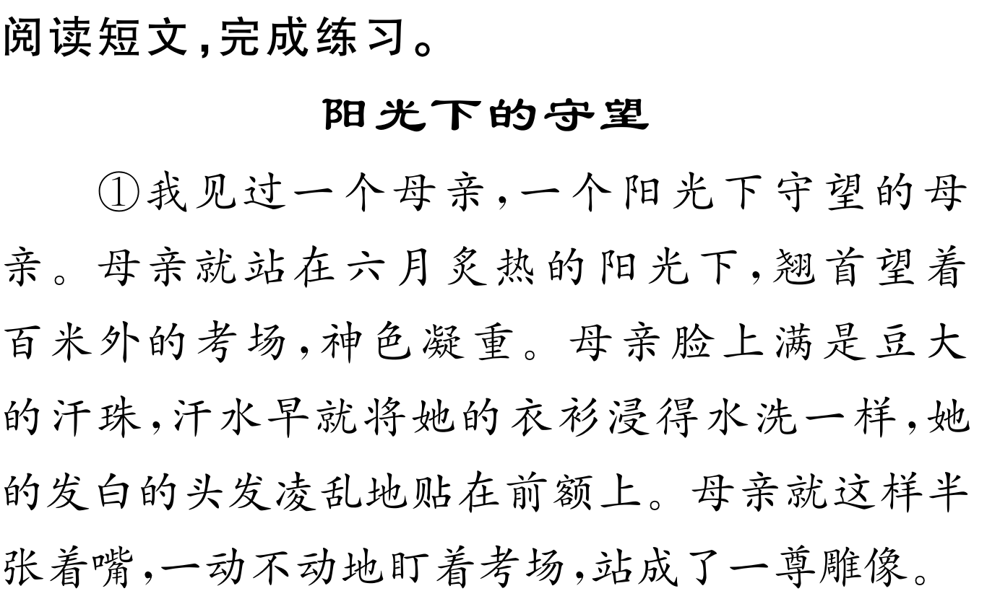 阅读短文,完成练习。
阳光下的守望
①我见过一个母亲,一个阳光下守望的母
亲。母亲就站在六月炙热的阳光下,翘首望着
百米外的考场,神色凝重。母亲脸上满是豆大
的汗珠,汗水早就将她的衣衫浸得水洗一样,她
的发白的头发凌乱地贴在前额上。母亲就这样半
张着嘴,一动不动地盯着考场,站成了一尊雕像。